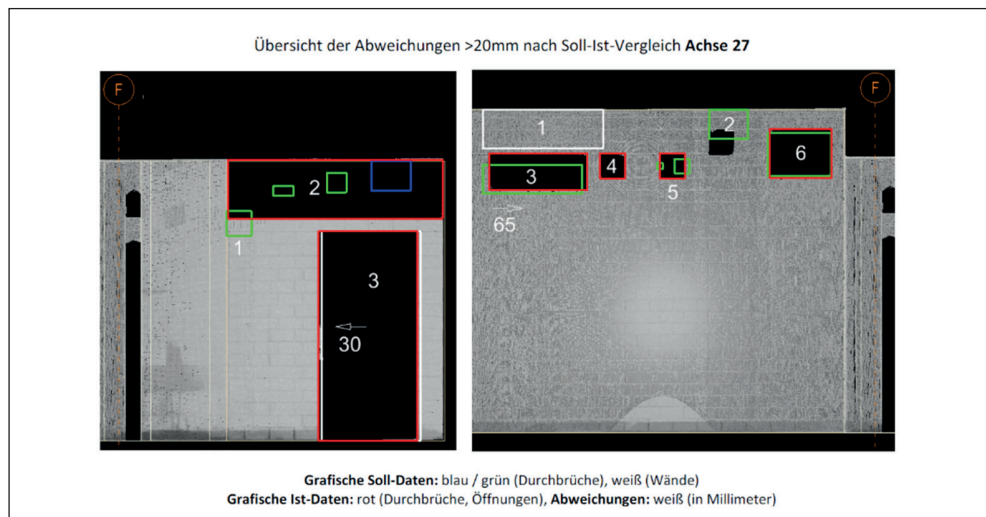 Übersicht der Abweichungen >20mm nach Soll-Ist-Vergleich Achse 27
F
2
1
3
30
F
1
2
3
4
5
6
65
Grafische Soll-Daten: blau / grün (Durchbrüche), weiß (Wände)
Grafische Ist-Daten: rot (Durchbrüche, Öffnungen), Abweichungen: weiß (in Millimeter)